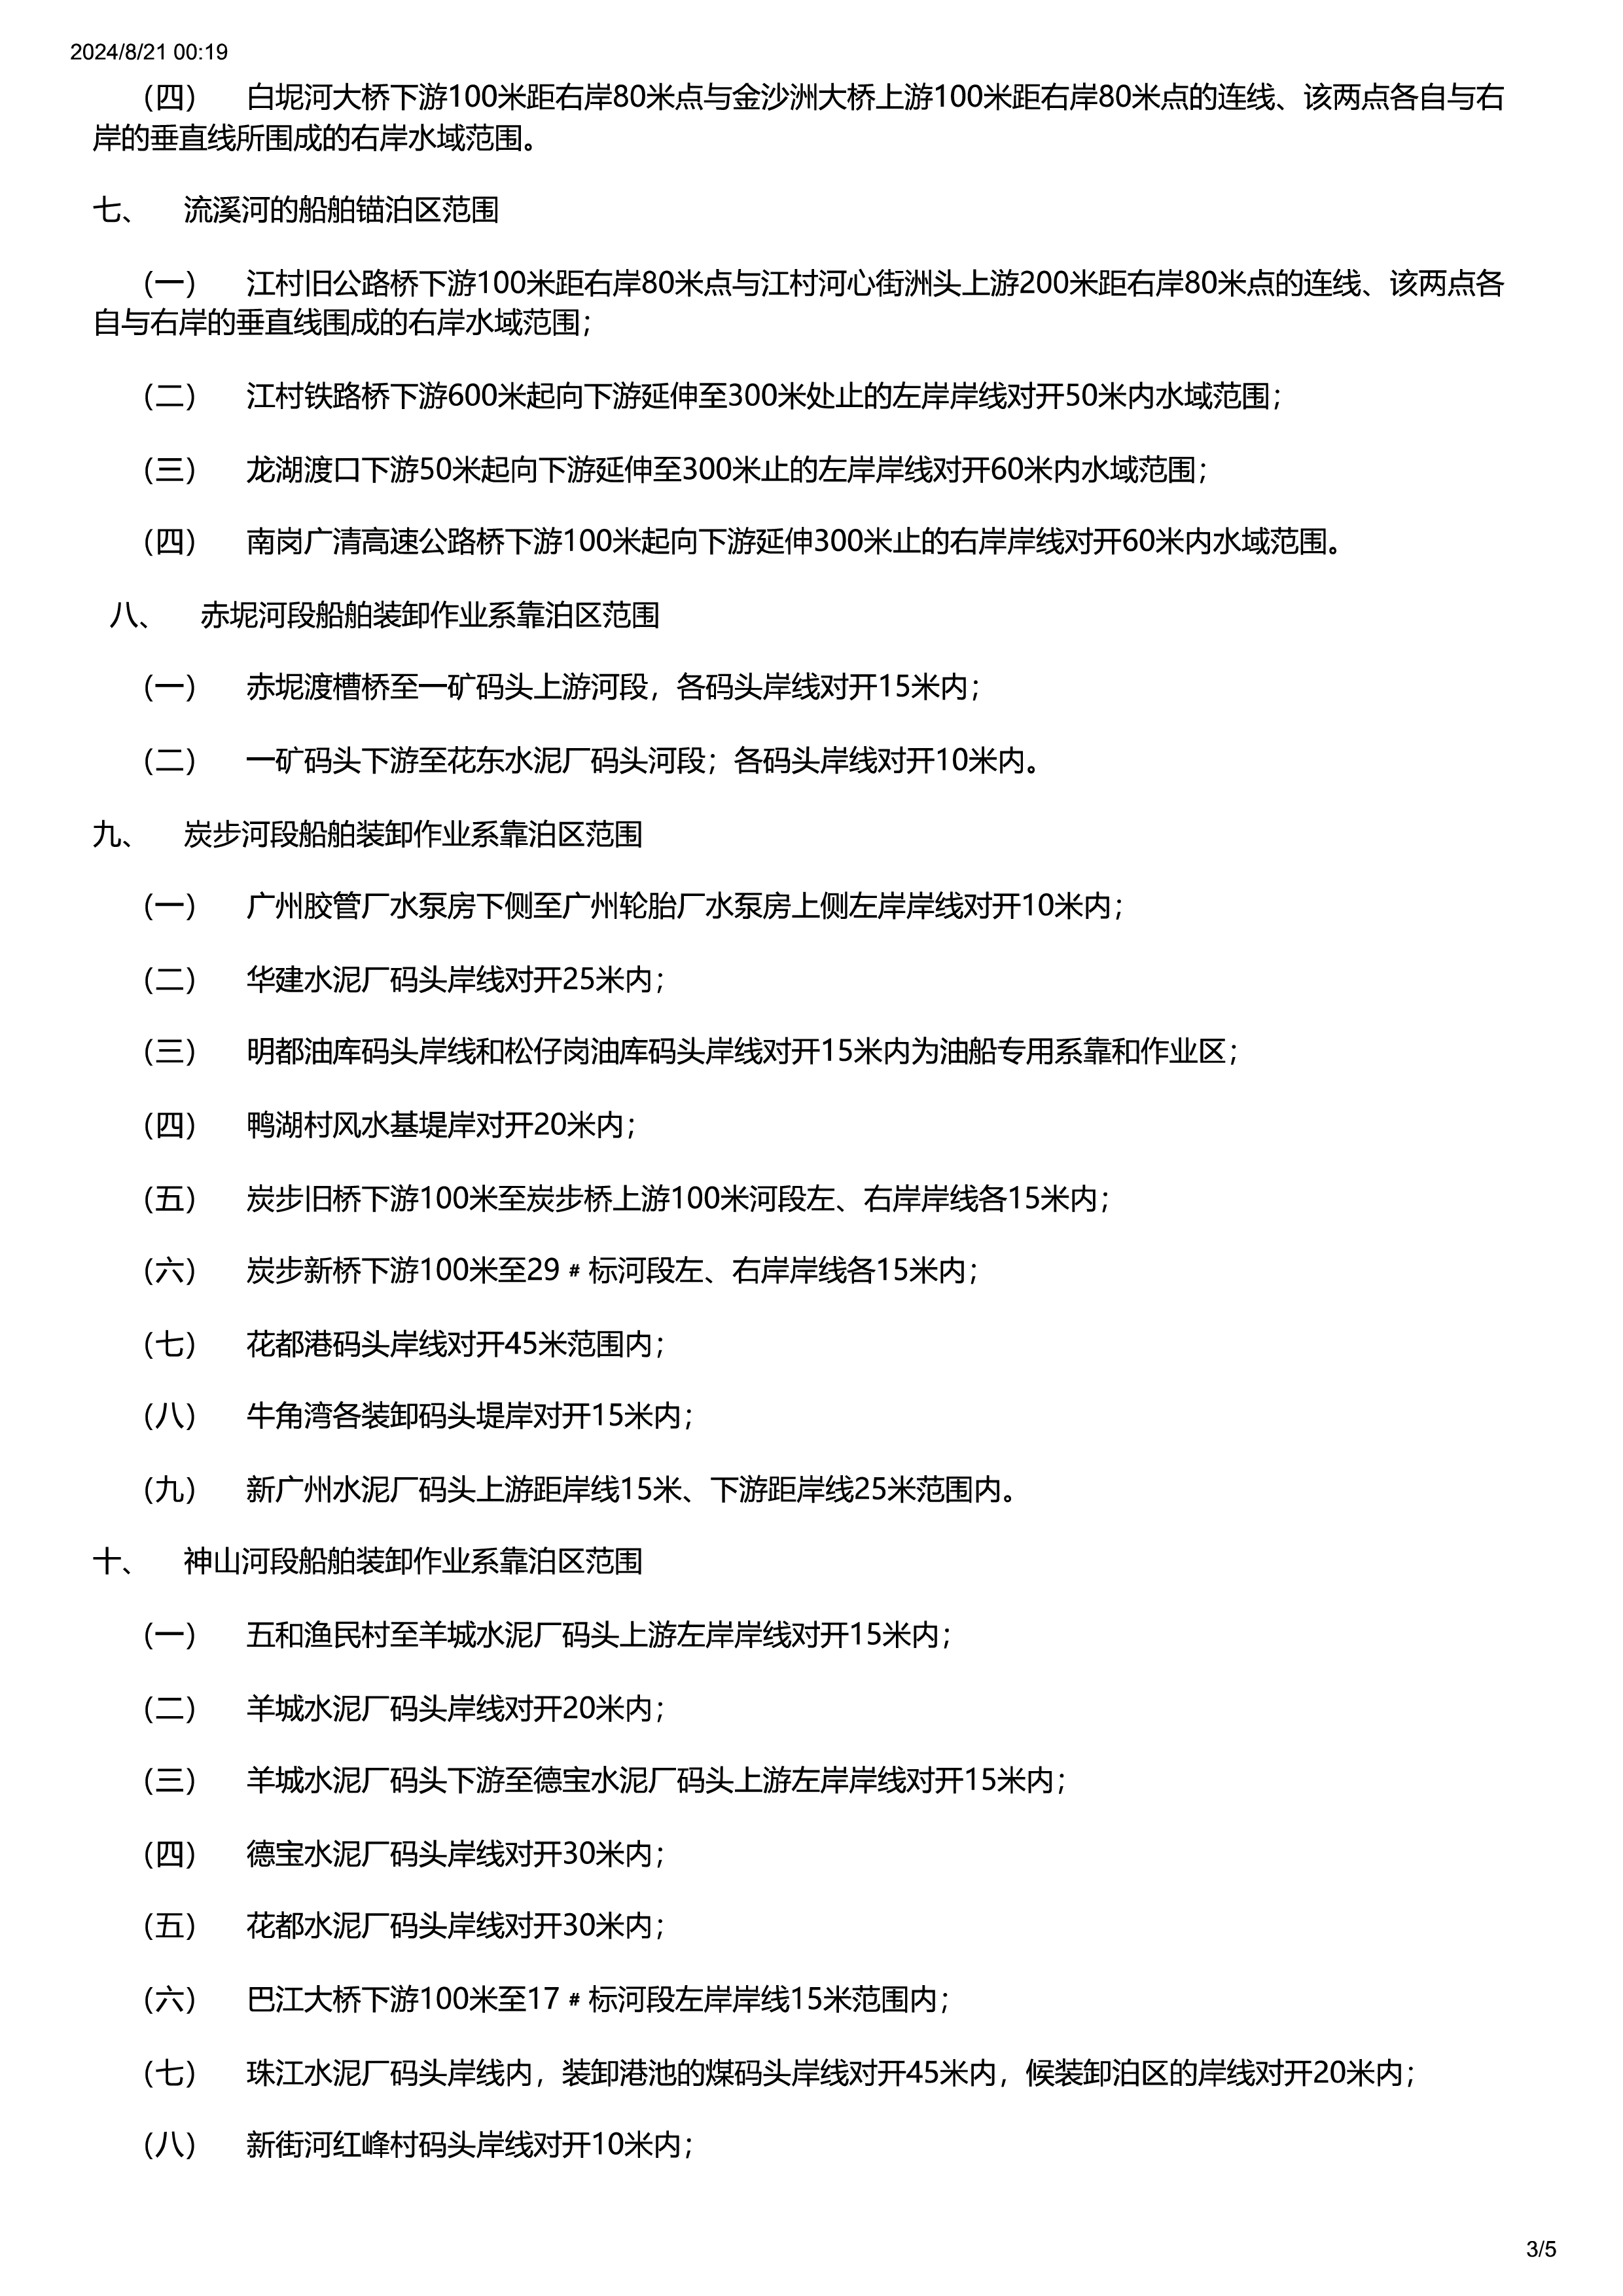 2024/8/21 00:19
（四） 白坭河大桥下游100米距右岸80米点与金沙洲大桥上游100米距右岸80米点的连线、该两点各自与右
岸的垂直线所围成的右岸水域范围。
七、 流溪河的船舶锚泊区范围
（一） 江村旧公路桥下游100米距右岸80米点与江村河心街洲头上游200米距右岸80米点的连线、该两点各
自与右岸的垂直线围成的右岸水域范围；
（二） 江村铁路桥下游600米起向下游延伸至300米处止的左岸岸线对开50米内水域范围；
（三） 龙湖渡口下游50米起向下游延伸至300米止的左岸岸线对开60米内水域范围；
（四） 南岗广清高速公路桥下游100米起向下游延伸300米止的右岸岸线对开60米内水域范围。
八、 赤坭河段船舶装卸作业系靠泊区范围
（一） 赤坭渡槽桥至一矿码头上游河段，各码头岸线对开15米内；
（二） 一矿码头下游至花东水泥厂码头河段；各码头岸线对开10米内。
九、 炭步河段船舶装卸作业系靠泊区范围
（一） 广州胶管厂水泵房下侧至广州轮胎厂水泵房上侧左岸岸线对开10米内；
（二） 华建水泥厂码头岸线对开25米内；
（三） 明都油库码头岸线和松仔岗油库码头岸线对开15米内为油船专用系靠和作业区；
（四） 鸭湖村风水基堤岸对开20米内；
（五） 炭步旧桥下游100米至炭步桥上游100米河段左、右岸岸线各15米内；
（六） 炭步新桥下游100米至29﹟标河段左、右岸岸线各15米内；
（七） 花都港码头岸线对开45米范围内；
（八） 牛角湾各装卸码头堤岸对开15米内；
（九） 新广州水泥厂码头上游距岸线15米、下游距岸线25米范围内。
十、 神山河段船舶装卸作业系靠泊区范围
（一） 五和渔民村至羊城水泥厂码头上游左岸岸线对开15米内；
（二） 羊城水泥厂码头岸线对开20米内；
（三） 羊城水泥厂码头下游至德宝水泥厂码头上游左岸岸线对开15米内；
（四） 德宝水泥厂码头岸线对开30米内；
（五） 花都水泥厂码头岸线对开30米内；
（六） 巴江大桥下游100米至17﹟标河段左岸岸线15米范围内；
（七） 珠江水泥厂码头岸线内，装卸港池的煤码头岸线对开45米内，候装卸泊区的岸线对开20米内；
（八） 新街河红峰村码头岸线对开10米内；
3/5